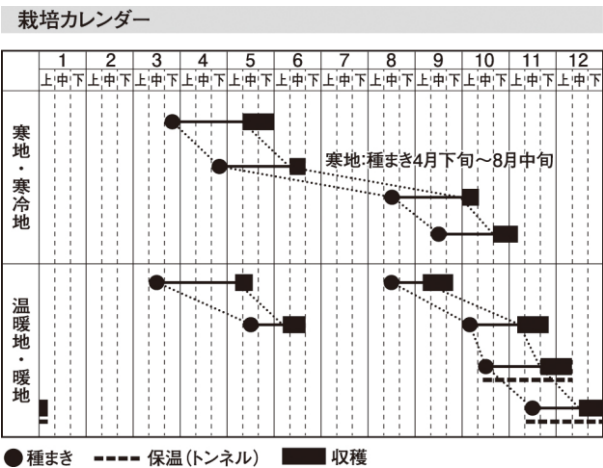 栽培カレンダー
1 2 3 4 5 6 7 8 9 10 11 12
上 中 下 上 中 下 上 中 下 上 中 下 上 中 下 上 中 下 上 中 下 上 中 下 上 中 下 上 中 下 上 中 下 上 中 下
寒地・寒冷地
寒地:種まき4月下旬〜8月中旬
温暖地・暖地
種まき 保温(トンネル) 収穫